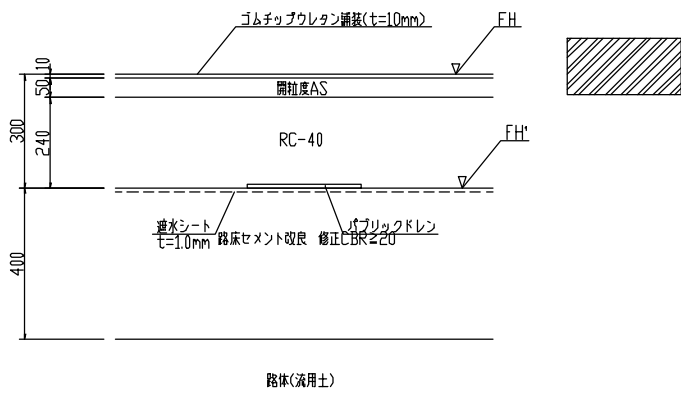 ゴムチップウレタン舗装(t=10mm)
FH
10
50
開粒度AS
300
240
RC-40
FH'
遮水シート
t=1.0mm
路床セメント改良 修正CBR≧20
パブリックドレン
400
路体(流用土)